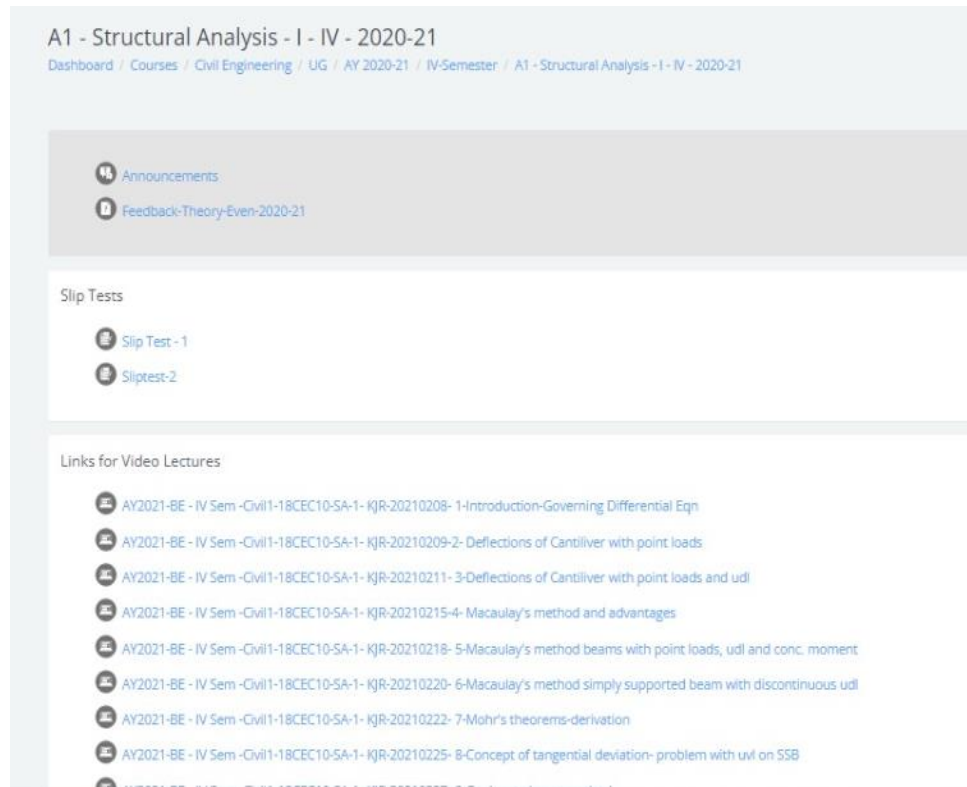 A1 - Structural Analysis - I - IV - 2020-21
Dashboard / Courses / Civil Engineering / UG / AY 2020-21 / IV-Semester / A1 - Structural Analysis - I - IV - 2020-21
Announcements
Feedback-Theory-Even-2020-21
Slip Tests
Slip Test - 1
Sliptest-2
Links for Video Lectures
AY2021-BE - IV Sem -Civil1-18CEC10-SA-1- KJR-20210208- 1-Introduction-Governing Differential Eqn
AY2021-BE - IV Sem -Civil1-18CEC10-SA-1- KJR-20210209-2- Deflections of Cantiliver with point loads
AY2021-BE - IV Sem -Civil1-18CEC10-SA-1- KJR-20210211- 3-Deflections of Cantiliver with point loads and udl
AY2021-BE - IV Sem -Civil1-18CEC10-SA-1- KJR-20210215-4- Macaulay's method and advantages
AY2021-BE - IV Sem -Civil1-18CEC10-SA-1- KJR-20210218- 5-Macaulay's method beams with point loads, udl and conc. moment
AY2021-BE - IV Sem -Civil1-18CEC10-SA-1- KJR-20210220- 6-Macaulay's method simply supported beam with discontinuous udl
AY2021-BE - IV Sem -Civil1-18CEC10-SA-1- KJR-20210222- 7-Mohr's theorems-derivation
AY2021-BE - IV Sem -Civil1-18CEC10-SA-1- KJR-20210225- 8-Concept of tangential deviation- problem with uvl on SSB